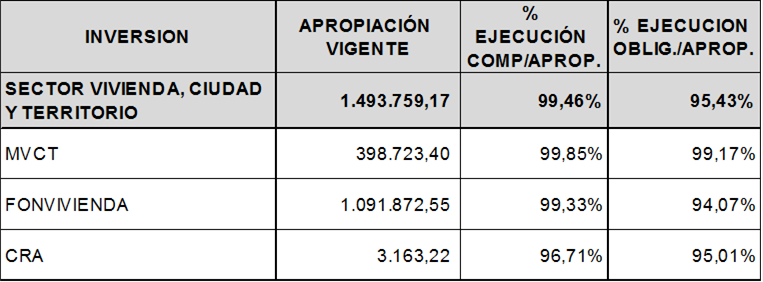 INVERSION
APROPIACIÓN
VIGENTE
%
EJECUCIÓN
COMP/APROP.
% EJECUCION
OBLIG./APROP.
SECTOR VIVIENDA, CIUDAD
Y TERRITORIO
1.493.759,17
99,46%
95,43%
MVCT
398.723,40
99,85%
99,17%
FONVIVIENDA
1.091.872,55
99,33%
94,07%
CRA
3.163,22
96,71%
95,01%